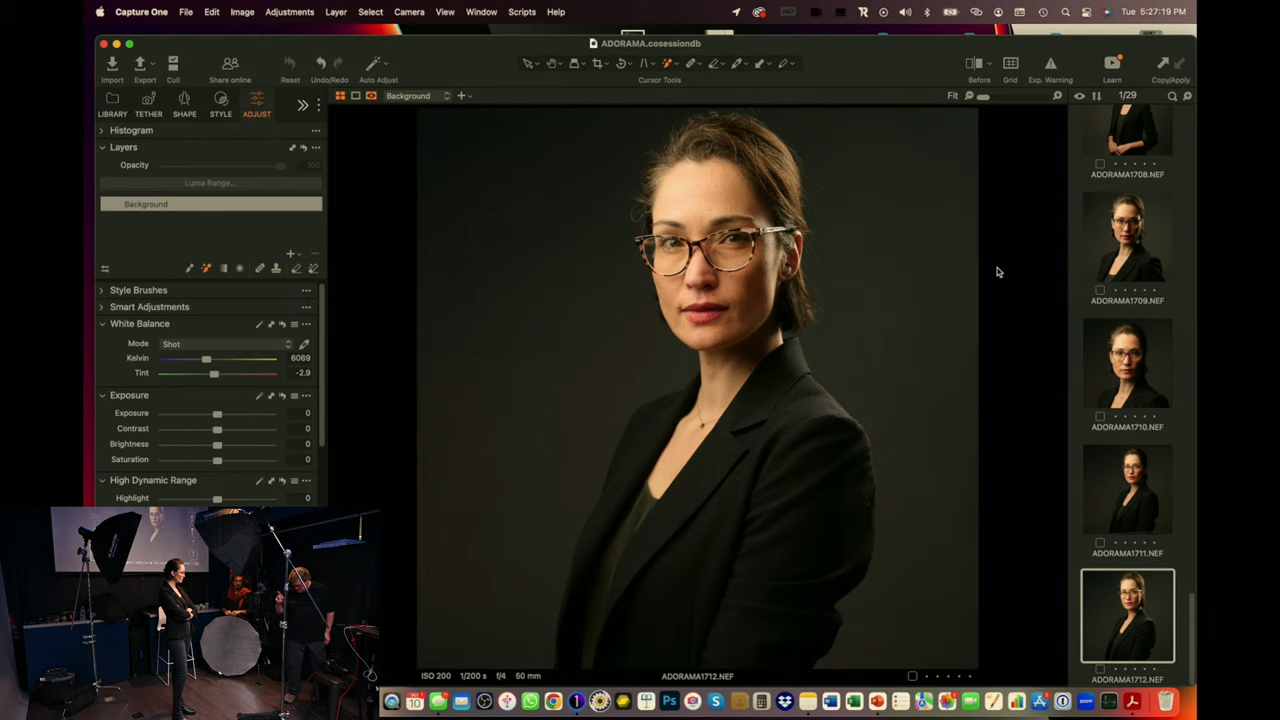 Capture One File Edit Image Adjustments Layer Select Camera View Window Scripts Help Tue 5:27:19 PM
ADORAMA.cosessiondb
Import Export Cull Share online Reset Undo/Redo Auto Adjust Cursor Tools Before Grid Exp. Warning Learn Copy/Apply
LIBRARY TETHER SHAPE STYLE ADJUST
Background
Fit
1/29
Histogram
Layers
Opacity 100
Luma Range...
Background
Style Brushes
Smart Adjustments
White Balance
Mode Shot
Kelvin 6069
Tint -2.9
Exposure
Exposure 0
Contrast 0
Brightness 0
Saturation 0
High Dynamic Range
Highlight 0
ADORAMA1708.NEF
ADORAMA1709.NEF
ADORAMA1710.NEF
ADORAMA1711.NEF
ADORAMA1712.NEF
ISO 200 1/200 s f/4 50 mm ADORAMA1712.NEF